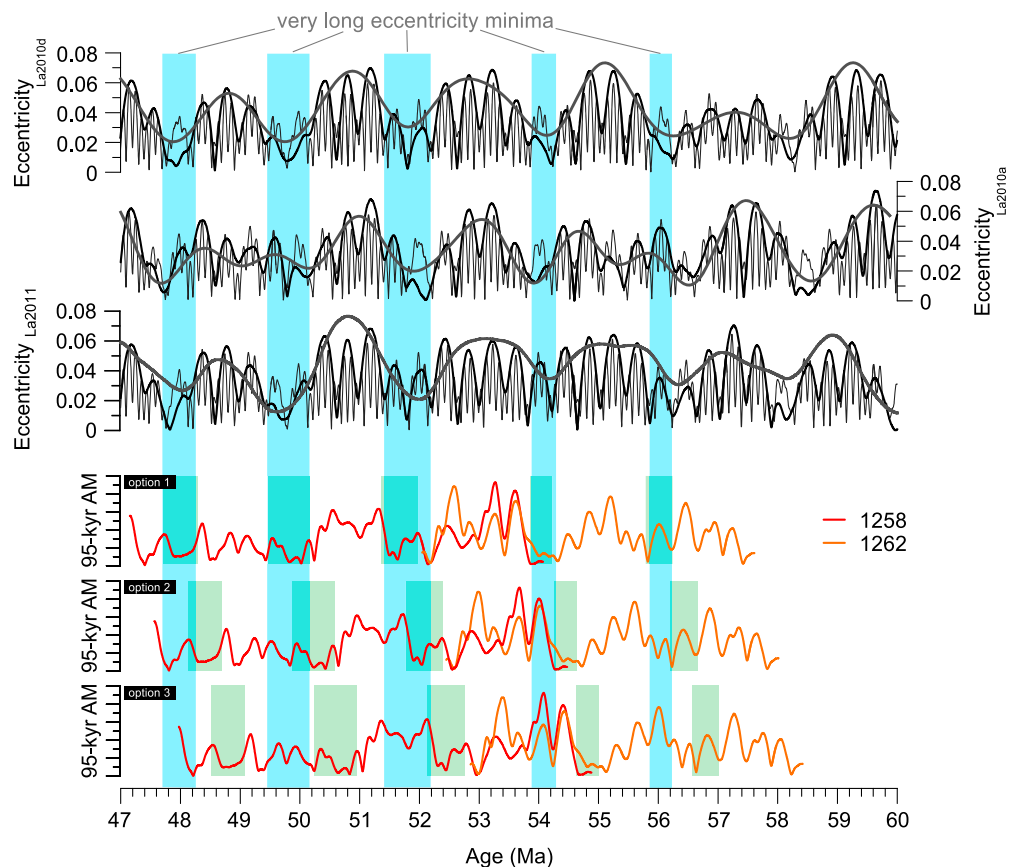 very long eccentricity minima
Eccentricity La2010d
0.08
0.06
0.04
0.02
0
Eccentricity La2010a
0.08
0.06
0.04
0.02
0
Eccentricity La2011
0.08
0.06
0.04
0.02
0
95-kyr AM
option 1
1258
1262
95-kyr AM
option 2
95-kyr AM
option 3
47 48 49 50 51 52 53 54 55 56 57 58 59 60
Age (Ma)